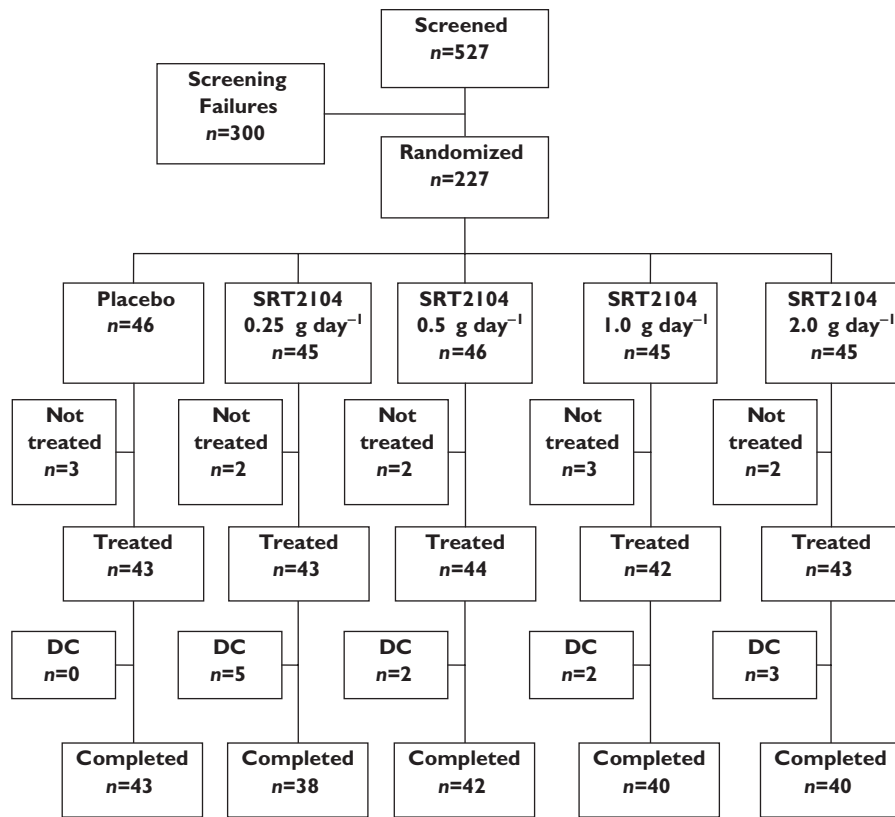 Screened
n=527
Screening
Failures
n=300
Randomized
n=227
Placebo
n=46
SRT2104
0.25 g day⁻¹
n=45
SRT2104
0.5 g day⁻¹
n=46
SRT2104
1.0 g day⁻¹
n=45
SRT2104
2.0 g day⁻¹
n=45
Not
treated
n=3
Not
treated
n=2
Not
treated
n=2
Not
treated
n=3
Not
treated
n=2
Treated
n=43
Treated
n=43
Treated
n=44
Treated
n=42
Treated
n=43
DC
n=0
DC
n=5
DC
n=2
DC
n=2
DC
n=3
Completed
n=43
Completed
n=38
Completed
n=42
Completed
n=40
Completed
n=40